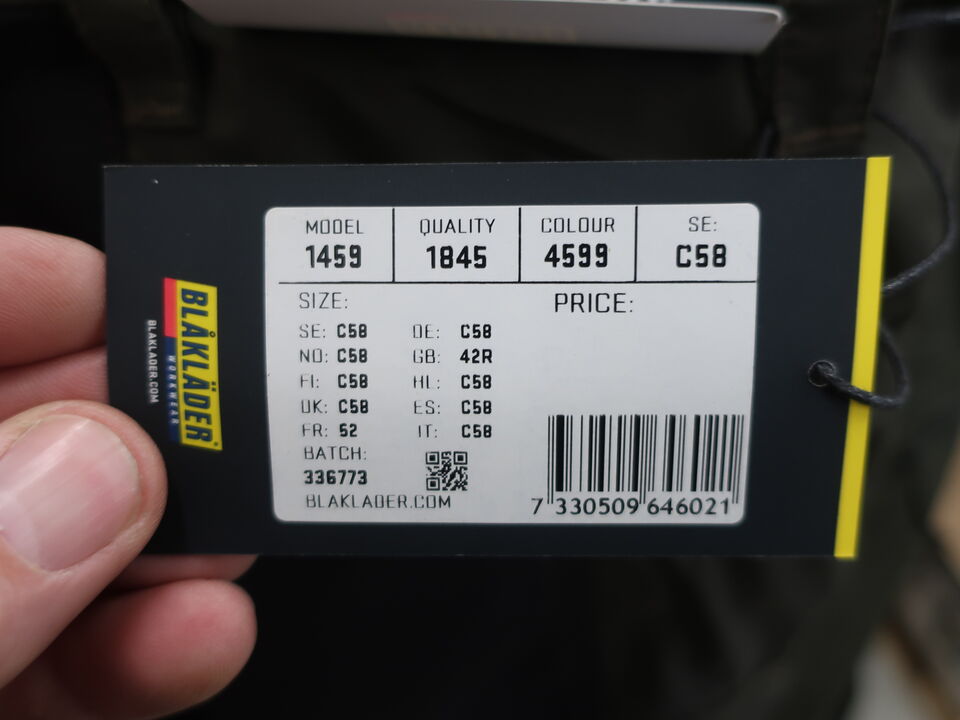 MODEL QUALITY COLOUR SE:
1459 1845 4599 C58
SIZE: PRICE:
SE: C58 DE: C58
NO: C58 GB: 42R
FI: C58 NL: C58
DK: C58 ES: C58
FR: 52 IT: C58
BATCH:
336773
BLAKLADER.COM
7 330509 646021
BLÅKLÄDER®
WORKWEAR
BLAKLADER.COM